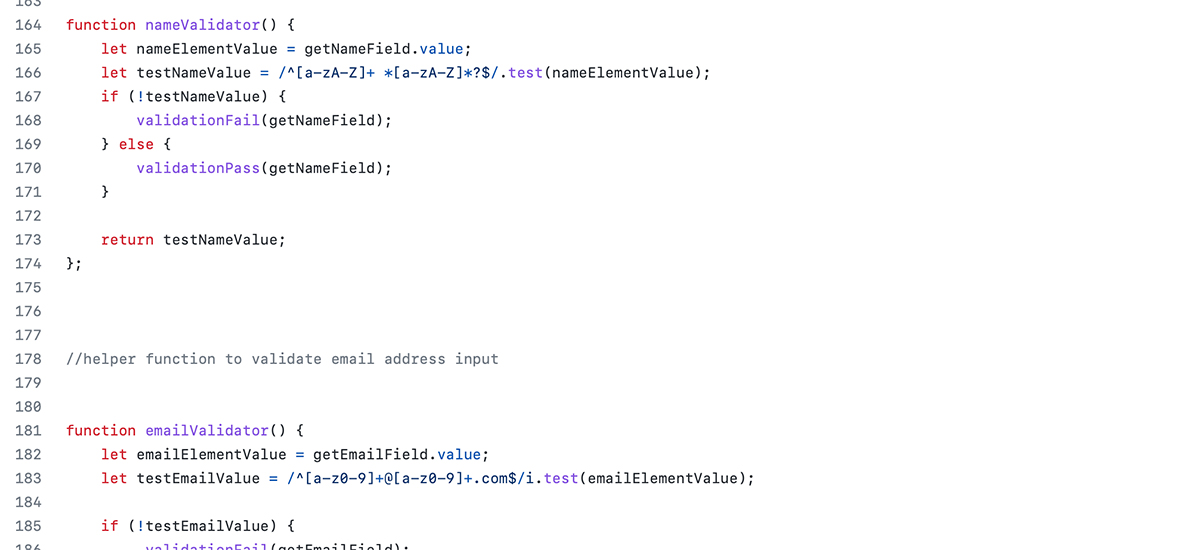 163
164 function nameValidator() {
165     let nameElementValue = getNameField.value;
166     let testNameValue = /^[a-zA-Z]+ *[a-zA-Z]*?$/.test(nameElementValue);
167     if (!testNameValue) {
168         validationFail(getNameField);
169     } else {
170         validationPass(getNameField);
171     }
172
173     return testNameValue;
174 };
175
176
177
178 //helper function to validate email address input
179
180
181 function emailValidator() {
182     let emailElementValue = getEmailField.value;
183     let testEmailValue = /^[a-z0-9]+@[a-z0-9]+.com$/i.test(emailElementValue);
184
185     if (!testEmailValue) {
186         validationFail(getEmailField);